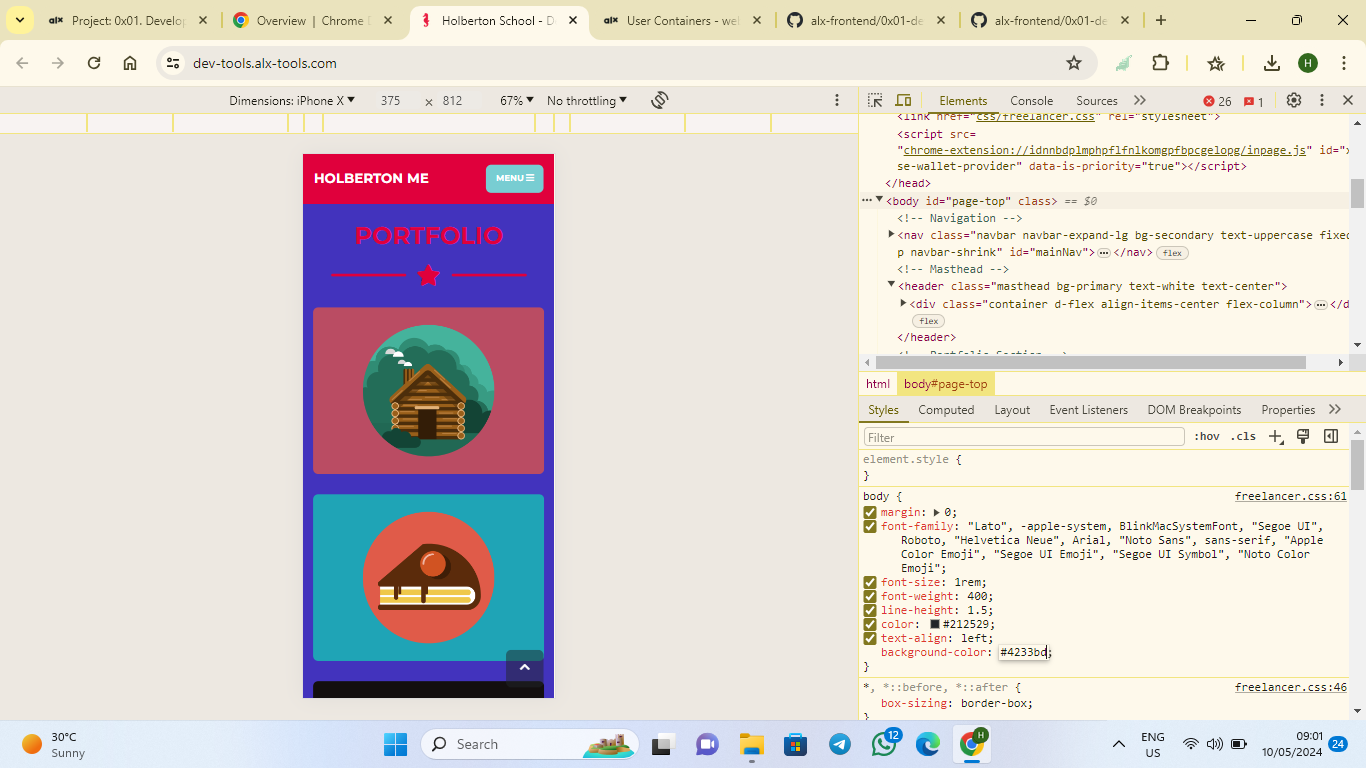 Project: 0x01. Develop
Overview | Chrome D
Holberton School - D
User Containers - we
alx-frontend/0x01-de
alx-frontend/0x01-de
dev-tools.alx-tools.com
H
Dimensions: iPhone X
375
×
812
67%
No throttling
Elements
Console
Sources
26
1
<link href="css/freelancer.css" rel="stylesheet">
<script src=
"chrome-extension://idnnbdplmphpflfnlkomgpfbpcgelopg/inpage.js" id="x
se-wallet-provider" data-is-priority="true"></script>
</head>
<body id="page-top" class> == $0
<!-- Navigation -->
<nav class="navbar navbar-expand-lg bg-secondary text-uppercase fixed
p navbar-shrink" id="mainNav"> </nav> flex
<!-- Masthead -->
<header class="masthead bg-primary text-white text-center">
<div class="container d-flex align-items-center flex-column"> </d
flex
</header>
<!-- Portfolio Section -->
html
body#page-top
Styles
Computed
Layout
Event Listeners
DOM Breakpoints
Properties
Filter
:hov
.cls
element.style {
}
body {
freelancer.css:61
margin: 0;
font-family: "Lato", -apple-system, BlinkMacSystemFont, "Segoe UI",
Roboto, "Helvetica Neue", Arial, "Noto Sans", sans-serif, "Apple
Color Emoji", "Segoe UI Emoji", "Segoe UI Symbol", "Noto Color
Emoji";
font-size: 1rem;
font-weight: 400;
line-height: 1.5;
color: #212529;
text-align: left;
background-color: #4233bd;
}
*, *::before, *::after {
freelancer.css:46
box-sizing: border-box;
}
HOLBERTON ME
MENU
PORTFOLIO
30°C
Sunny
Search
12
H
ENG
US
09:01
10/05/2024
24